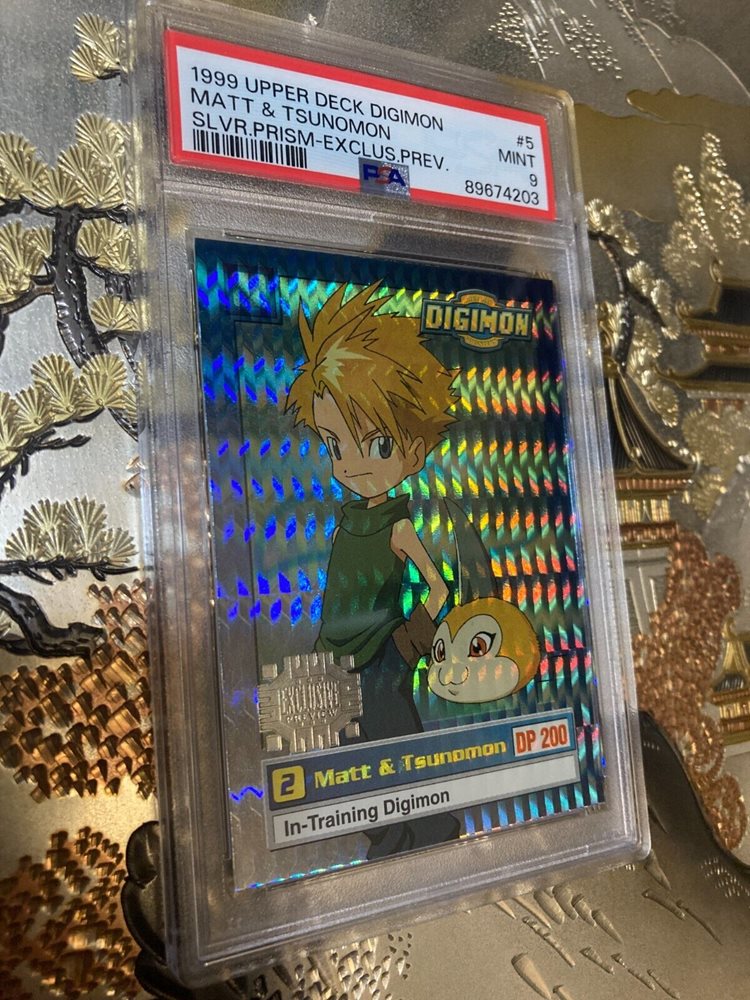 1999 UPPER DECK DIGIMON #5
MATT & TSUNOMON MINT
SLVR.PRISM-EXCLUS.PREV. 9
PSA 89674203
DIGIMON
EXCLUSIVE
PREVIEW
2 Matt & Tsunomon DP 200
In-Training Digimon